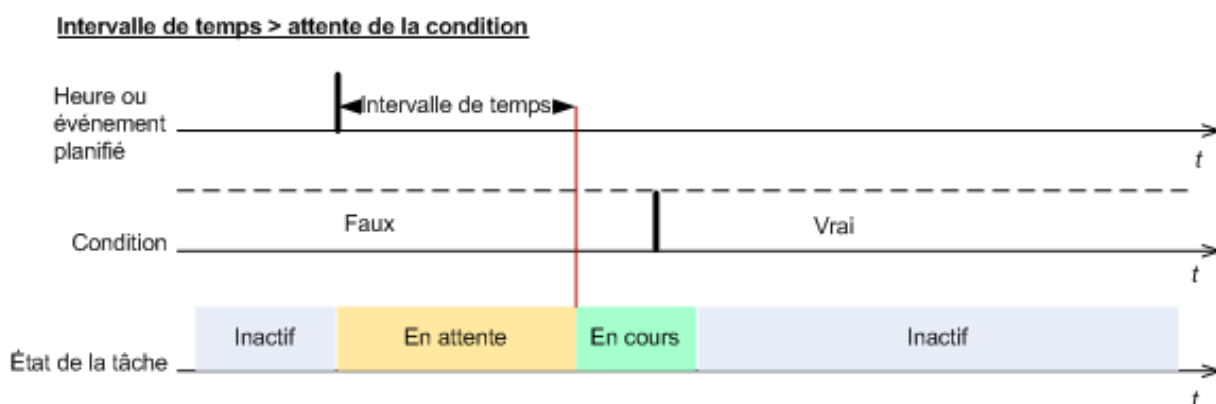 Intervalle de temps > attente de la condition
Heure ou
événement
planifié
Intervalle de temps
t
Faux
Vrai
Condition
t
Inactif
En attente
En cours
Inactif
État de la tâche
t